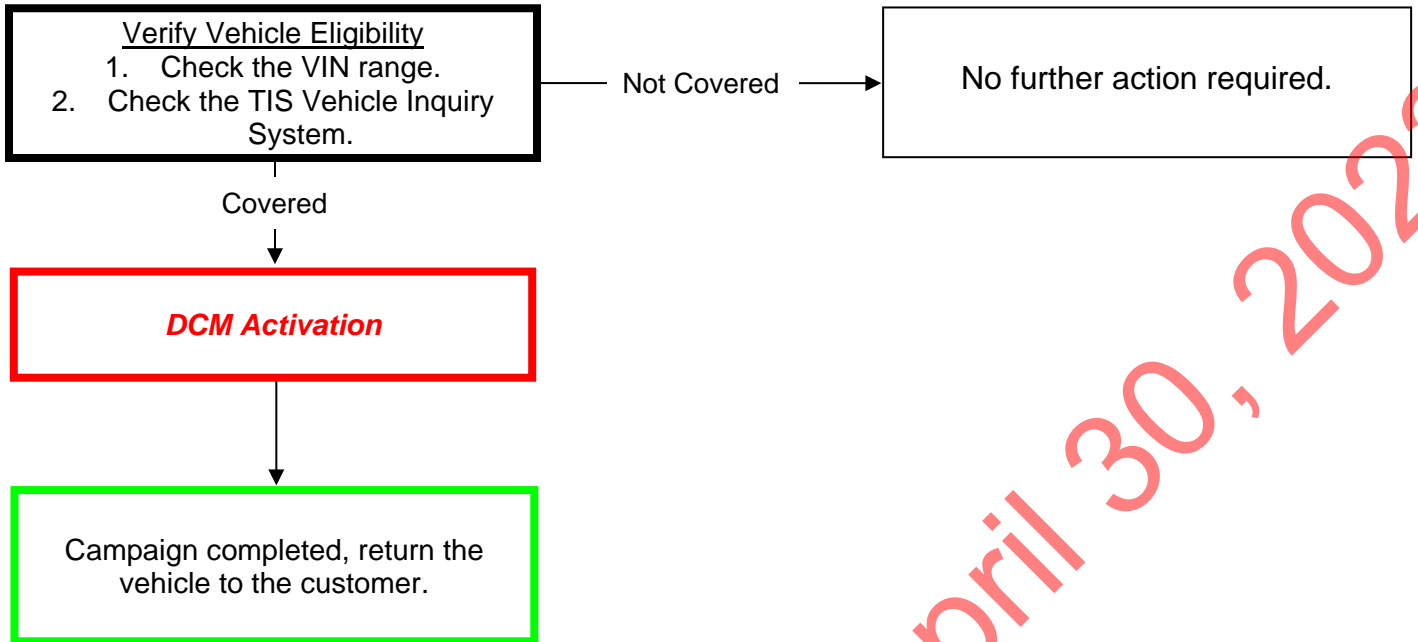 Verify Vehicle Eligibility
1. Check the VIN range.
2. Check the TIS Vehicle Inquiry
System.
Not Covered
No further action required.
Covered
DCM Activation
Campaign completed, return the
vehicle to the customer.
pril 30, 202